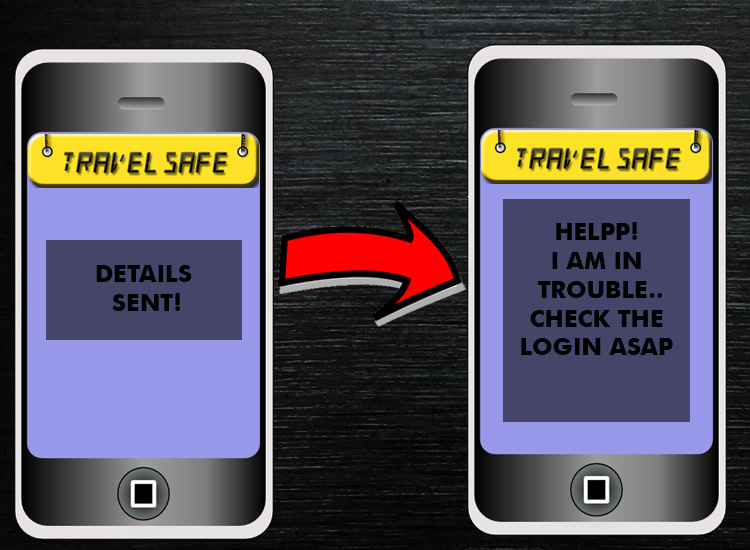 TRAVEL SAFE
DETAILS
SENT!
TRAVEL SAFE
HELPP!
I AM IN
TROUBLE..
CHECK THE
LOGIN ASAP